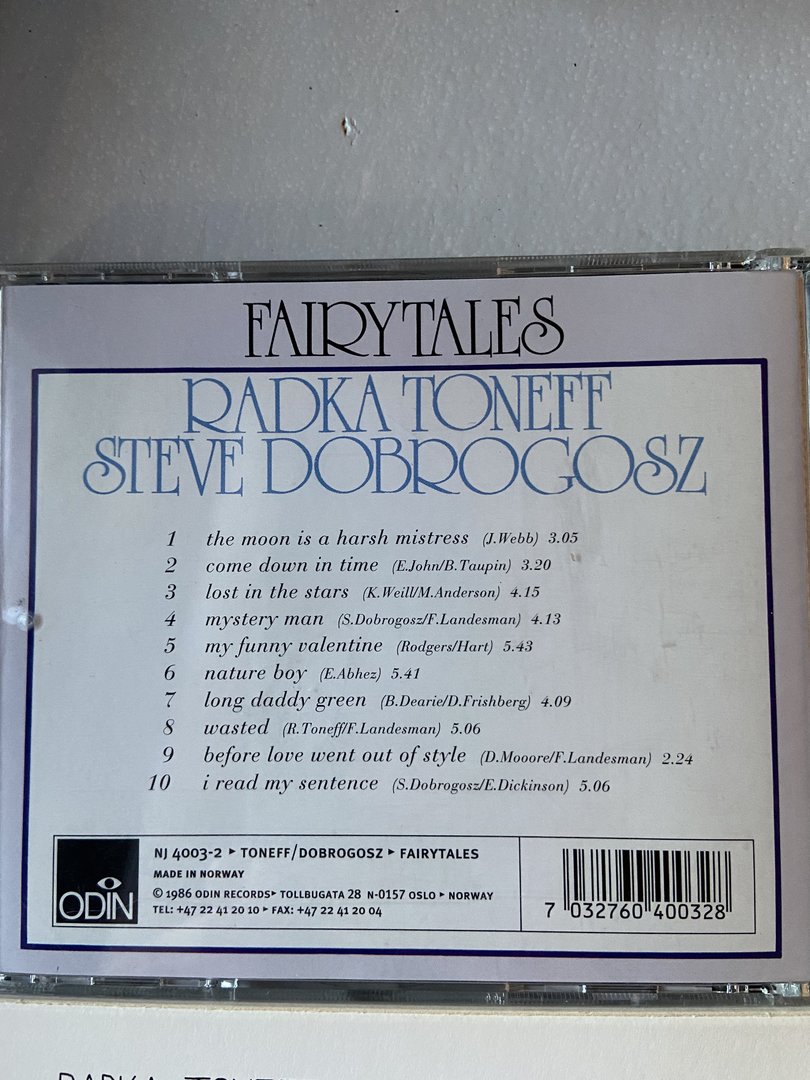 FAIRYTALES
RADKA TONEFF
STEVE DOBROGOSZ
1 the moon is a harsh mistress (J.Webb) 3.05
2 come down in time (E.John/B.Taupin) 3.20
3 lost in the stars (K.Weill/M.Anderson) 4.15
4 mystery man (S.Dobrogosz/F.Landesman) 4.13
5 my funny valentine (Rodgers/Hart) 5.43
6 nature boy (E.Abhez) 5.41
7 long daddy green (B.Dearie/D.Frishberg) 4.09
8 wasted (R.Toneff/F.Landesman) 5.06
9 before love went out of style (D.Mooore/F.Landesman) 2.24
10 i read my sentence (S.Dobrogosz/E.Dickinson) 5.06
ODIN
NJ 4003-2 ▸ TONEFF/DOBROGOSZ ▸ FAIRYTALES
MADE IN NORWAY
© 1986 ODIN RECORDS▸ TOLLBUGATA 28 N-0157 OSLO ▸ NORWAY
TEL: +47 22 41 20 10 ▸ FAX: +47 22 41 20 04
7 032760 400328
RADKA